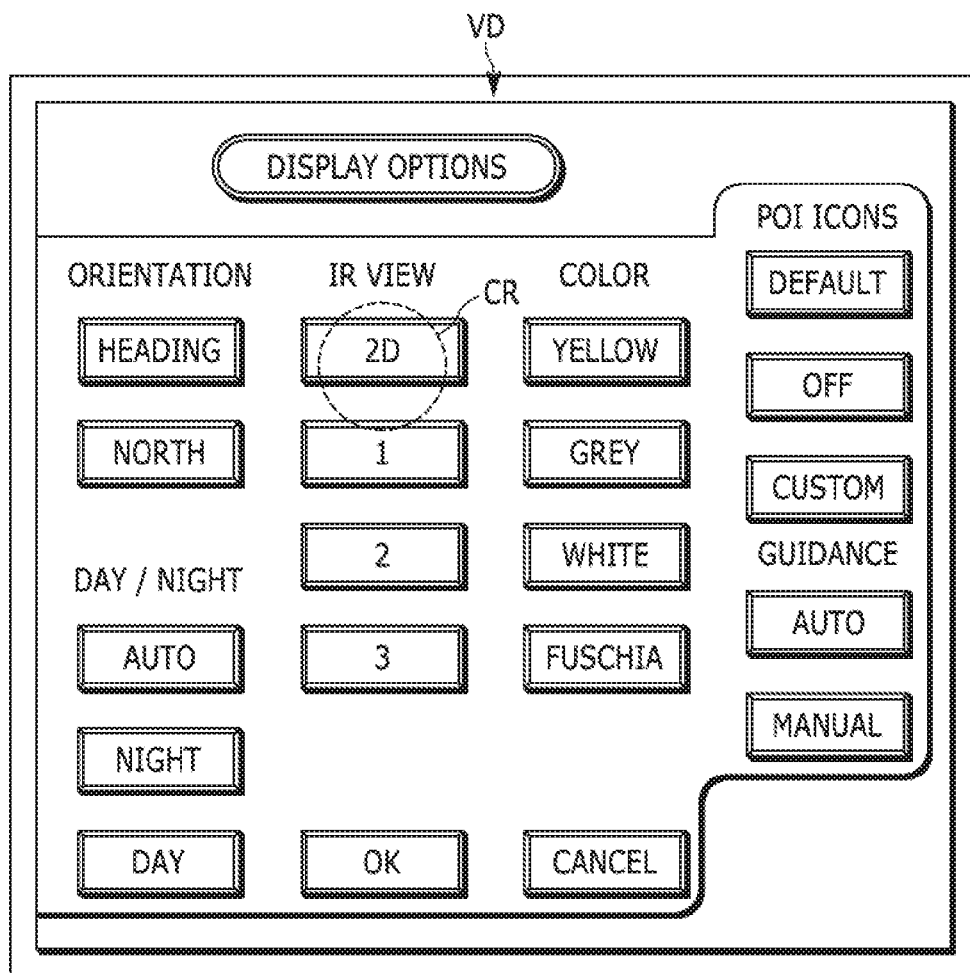 VD
DISPLAY OPTIONS
POI ICONS
ORIENTATION IR VIEW COLOR
CR
DEFAULT
HEADING 2D YELLOW
OFF
NORTH 1 GREY
CUSTOM
2 WHITE
GUIDANCE
DAY / NIGHT
AUTO
AUTO 3 FUSCHIA
MANUAL
NIGHT
DAY OK CANCEL